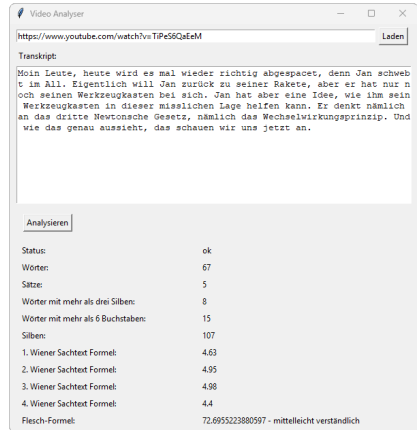 Video Analyser
https://www.youtube.com/watch?v=TiPeS6QaEeM Laden
Transkript:
Moin Leute, heute wird es mal wieder richtig abgespacet, denn Jan schweb
t im All. Eigentlich will Jan zurück zu seiner Rakete, aber er hat nur n
och seinen Werkzeugkasten bei sich. Jan hat aber eine Idee, wie ihm sein
Werkzeugkasten in dieser misslichen Lage helfen kann. Er denkt nämlich
an das dritte Newtonsche Gesetz, nämlich das Wechselwirkungsprinzip. Und
wie das genau aussieht, das schauen wir uns jetzt an.
Analysieren
Status: ok
Wörter: 67
Sätze: 5
Wörter mit mehr als drei Silben: 8
Wörter mit mehr als 6 Buchstaben: 15
Silben: 107
1. Wiener Sachtext Formel: 4.63
2. Wiener Sachtext Formel: 4.95
3. Wiener Sachtext Formel: 4.98
4. Wiener Sachtext Formel: 4.4
Flesch-Formel: 72.6955223880597 - mittelleicht verständlich